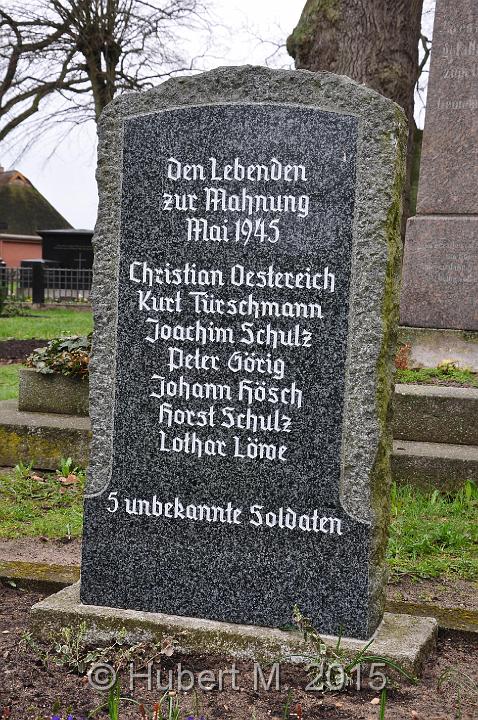 Den Lebenden
zur Mahnung
Mai 1945
Christian Oestereich
Kurt Türschmann
Joachim Schulz
Peter Görig
Johann Hösch
Horst Schulz
Lothar Löwe
5 unbekannte Soldaten
© Hubert M. 2015 ©